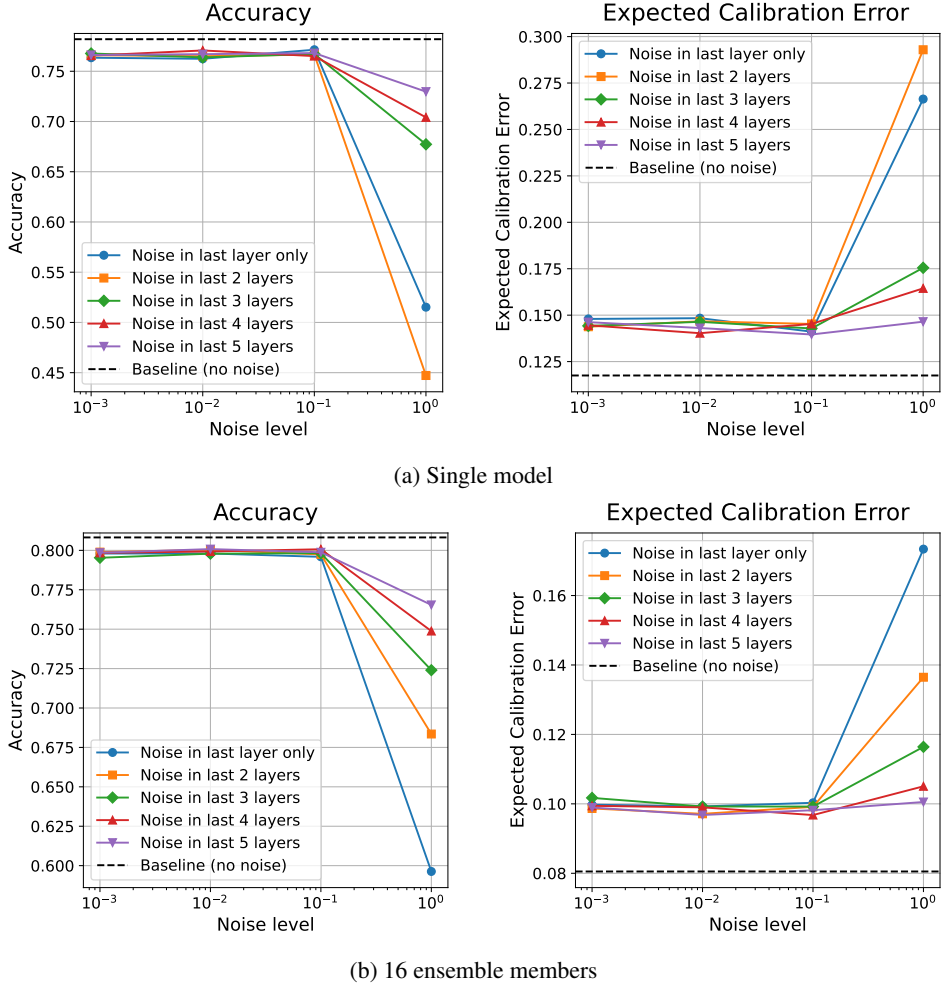 Accuracy
Accuracy
0.75
0.70
0.65
0.60
0.55
0.50
0.45
Noise in last layer only
Noise in last 2 layers
Noise in last 3 layers
Noise in last 4 layers
Noise in last 5 layers
Baseline (no noise)
10⁻³ 10⁻² 10⁻¹ 10⁰
Noise level
Expected Calibration Error
Expected Calibration Error
0.300
0.275
0.250
0.225
0.200
0.175
0.150
0.125
Noise in last layer only
Noise in last 2 layers
Noise in last 3 layers
Noise in last 4 layers
Noise in last 5 layers
Baseline (no noise)
10⁻³ 10⁻² 10⁻¹ 10⁰
Noise level
(a) Single model
Accuracy
Accuracy
0.800
0.775
0.750
0.725
0.700
0.675
0.650
0.625
0.600
Noise in last layer only
Noise in last 2 layers
Noise in last 3 layers
Noise in last 4 layers
Noise in last 5 layers
Baseline (no noise)
10⁻³ 10⁻² 10⁻¹ 10⁰
Noise level
Expected Calibration Error
Expected Calibration Error
0.16
0.14
0.12
0.10
0.08
Noise in last layer only
Noise in last 2 layers
Noise in last 3 layers
Noise in last 4 layers
Noise in last 5 layers
Baseline (no noise)
10⁻³ 10⁻² 10⁻¹ 10⁰
Noise level
(b) 16 ensemble members